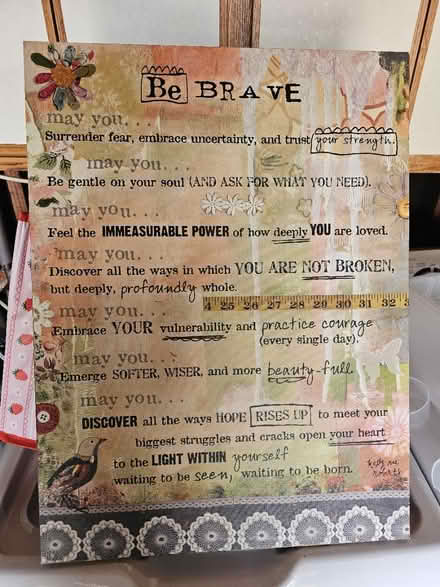 Be BRAVE
may you...
Surrender fear, embrace uncertainty, and trust your strength.
may you...
Be gentle on your soul (AND ASK FOR WHAT YOU NEED).
may you...
Feel the IMMEASURABLE POWER of how deeply YOU are loved.
may you...
Discover all the ways in which YOU ARE NOT BROKEN,
but deeply, profoundly whole.
4 25 26 27 28 29 30 31 32 3
may you...
Embrace YOUR vulnerability and practice courage
(every single day).
may you...
Emerge SOFTER, WISER, and more beauty-full.
may you...
DISCOVER all the ways HOPE RISES UP to meet your
biggest struggles and cracks open your heart
to the LIGHT WITHIN yourself
waiting to be seen, waiting to be born.
kelly rae
roberts